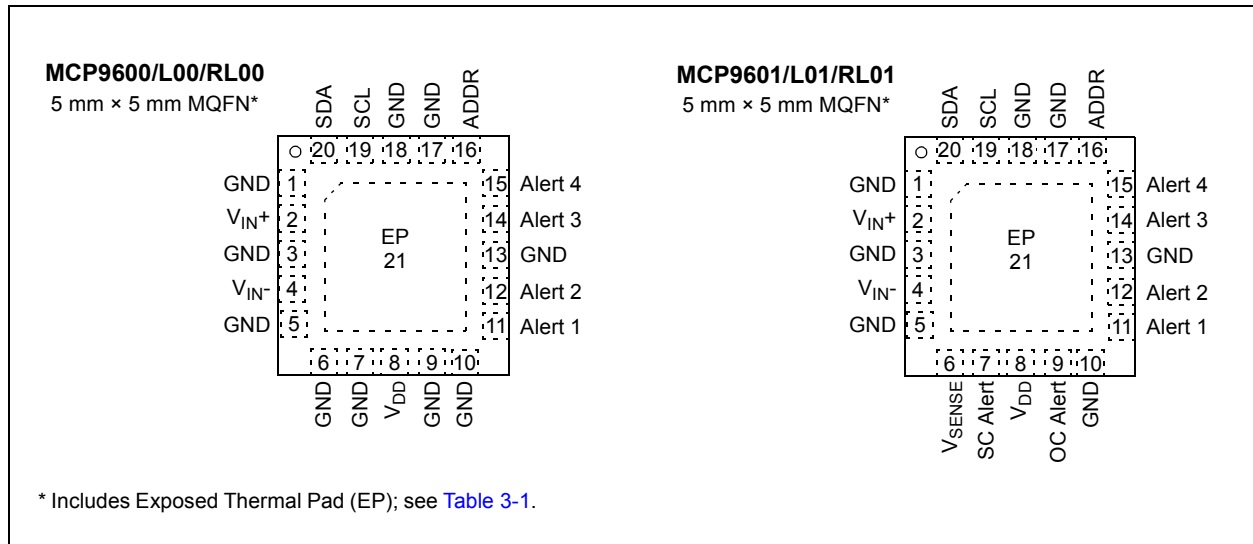 MCP9600/L00/RL00
5 mm × 5 mm MQFN*
SDA
SCL
GND
GND
ADDR
20 19 18 17 16
GND 1
VIN+ 2
GND 3
VIN- 4
GND 5
EP
21
15 Alert 4
14 Alert 3
13 GND
12 Alert 2
11 Alert 1
6 7 8 9 10
GND
GND
VDD
GND
GND
MCP9601/L01/RL01
5 mm × 5 mm MQFN*
SDA
SCL
GND
GND
ADDR
20 19 18 17 16
GND 1
VIN+ 2
GND 3
VIN- 4
GND 5
EP
21
15 Alert 4
14 Alert 3
13 GND
12 Alert 2
11 Alert 1
6 7 8 9 10
VSENSE
SC Alert
VDD
OC Alert
GND
* Includes Exposed Thermal Pad (EP); see Table 3-1.